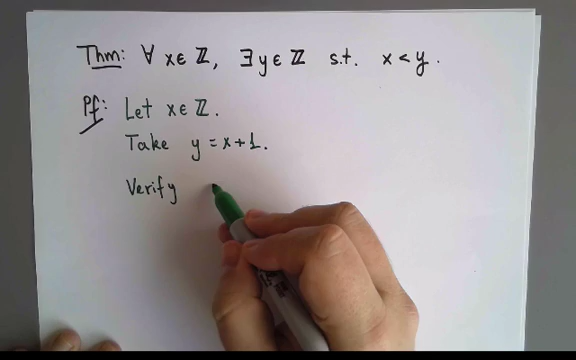 Thm: ∀ x ∈ ℤ, ∃ y ∈ ℤ s.t. x < y.
Pf: Let x ∈ ℤ.
Take y = x + 1.
Verify